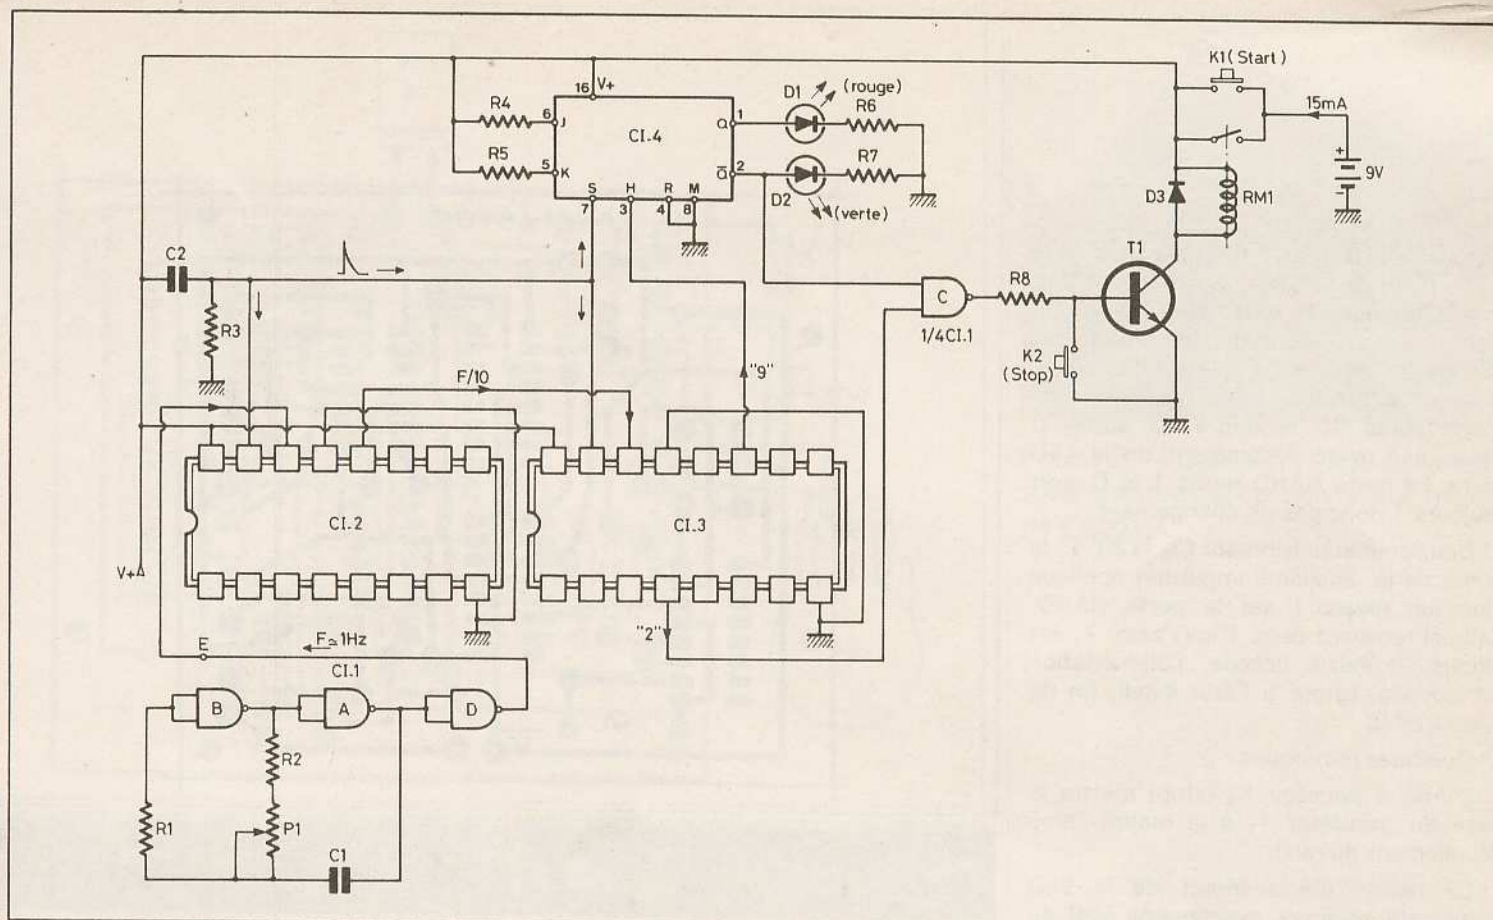 K1(Start)
16 V+
R4
6 J
CI.4
Q 1
D1
(rouge)
R6
15mA
R5
5 K
Q̅ 2
R7
+
9V
-
S H R M
7 3 4 8
D2
(verte)
D3
RM1
T1
C2
R3
C
R8
1/4CI.1
K2
(Stop)
F/10
"9"
CI.2
CI.3
V+
"2"
E
F≃1Hz
CI.1
B
A
D
R2
R1
P1
C1